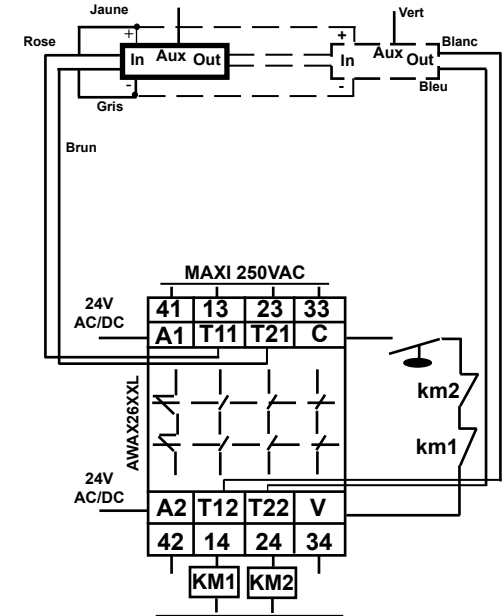 Jaune
Vert
Rose
+
+
Blanc
In Aux Out
In Aux Out
-
-
Gris
Bleu
Brun
MAXI 250VAC
24V
AC/DC
41 13 23 33
A1 T11 T21 C
km2
AWAX26XXL
km1
24V
AC/DC
A2 T12 T22 V
42 14 24 34
KM1 KM2